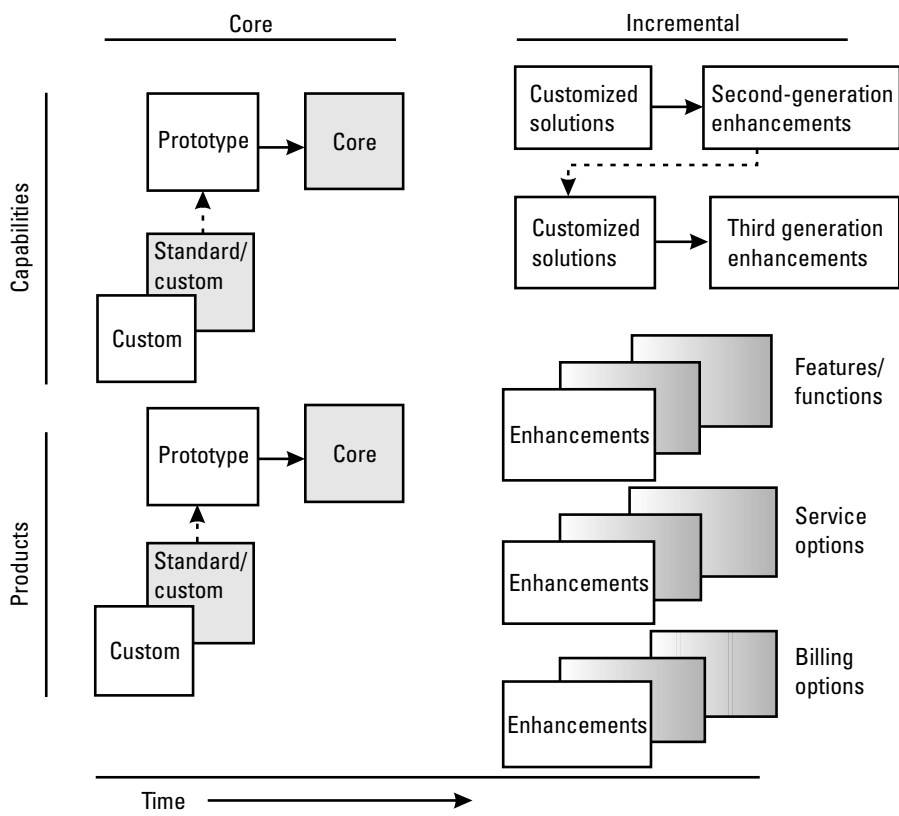 Core
Incremental
Capabilities
Prototype
Core
Standard/
custom
Custom
Customized
solutions
Second-generation
enhancements
Customized
solutions
Third generation
enhancements
Enhancements
Features/
functions
Products
Prototype
Core
Standard/
custom
Custom
Enhancements
Service
options
Enhancements
Billing
options
Time